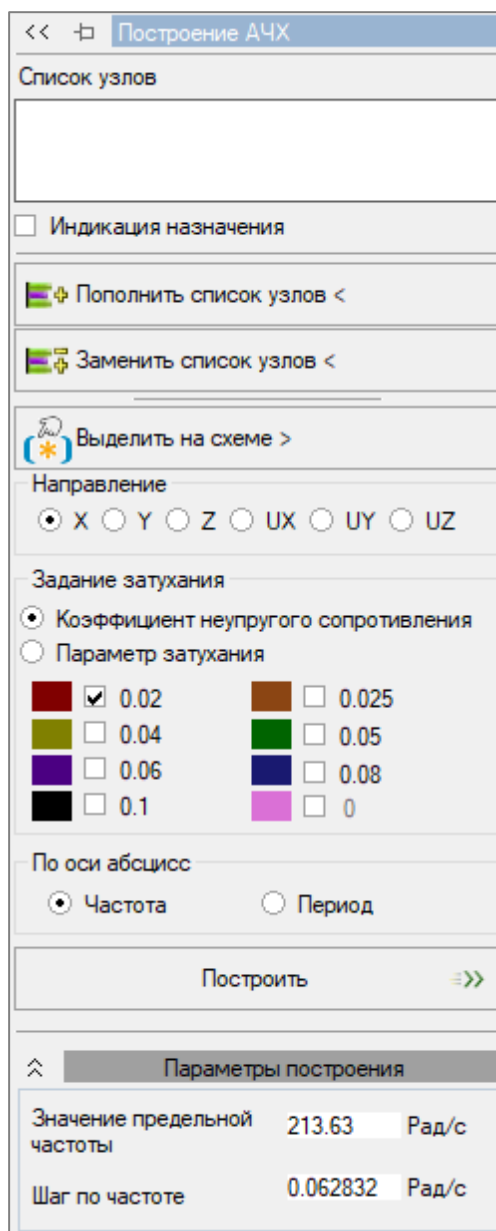 << Построение АЧХ
Список узлов
Индикация назначения
Пополнить список узлов <
Заменить список узлов <
Выделить на схеме >
Направление
X Y Z UX UY UZ
Задание затухания
Коэффициент неупругого сопротивления
Параметр затухания
0.02 0.025
0.04 0.05
0.06 0.08
0.1 0
По оси абсцисс
Частота Период
Построить
Параметры построения
Значение предельной
частоты 213.63 Рад/с
Шаг по частоте 0.062832 Рад/с